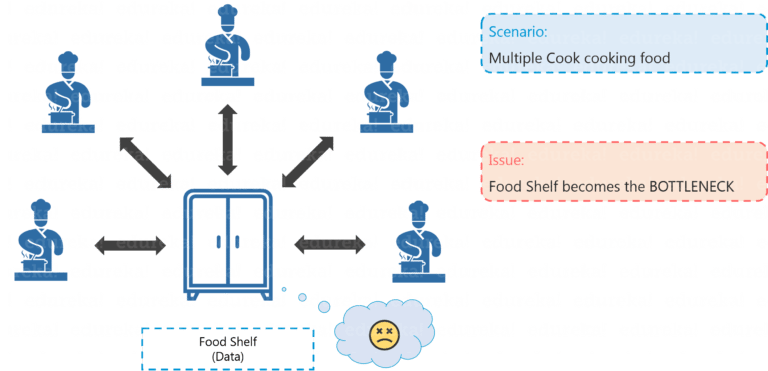 Scenario:
Multiple Cook cooking food
Issue:
Food Shelf becomes the BOTTLENECK
Food Shelf
(Data)